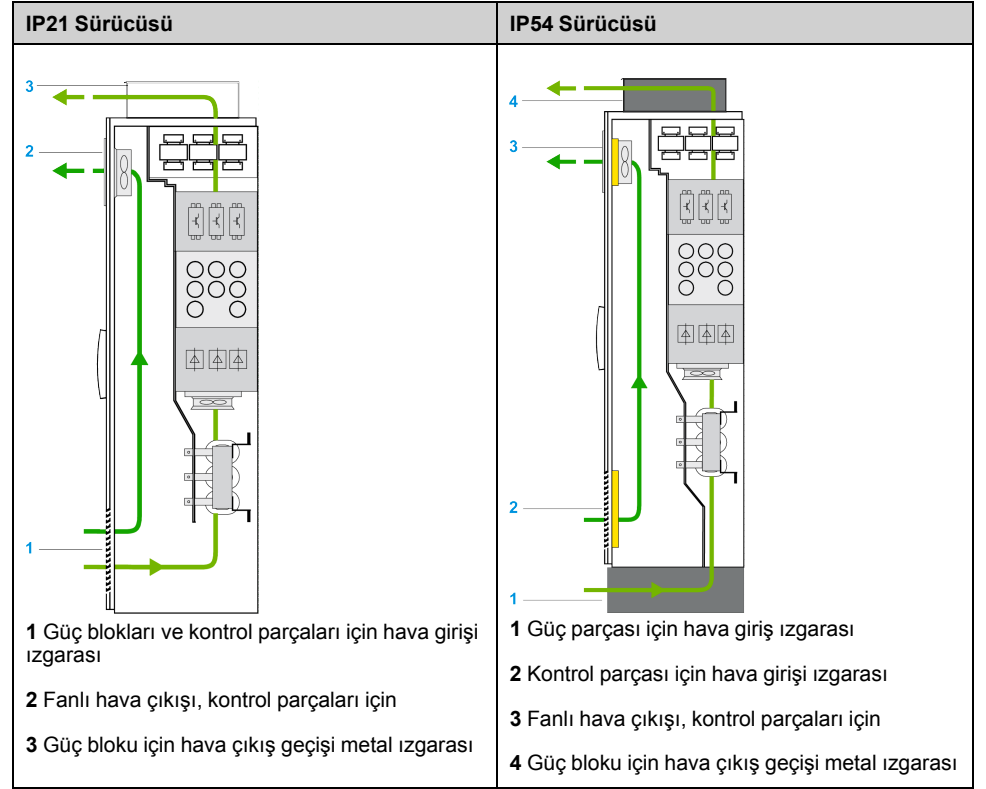 IP21 Sürücüsü
3
2
1
1 Güç blokları ve kontrol parçaları için hava girişi
ızgarası
2 Fanlı hava çıkışı, kontrol parçaları için
3 Güç bloku için hava çıkış geçişi metal ızgarası
IP54 Sürücüsü
4
3
2
1
1 Güç parçası için hava giriş ızgarası
2 Kontrol parçası için hava girişi ızgarası
3 Fanlı hava çıkışı, kontrol parçaları için
4 Güç bloku için hava çıkış geçişi metal ızgarası